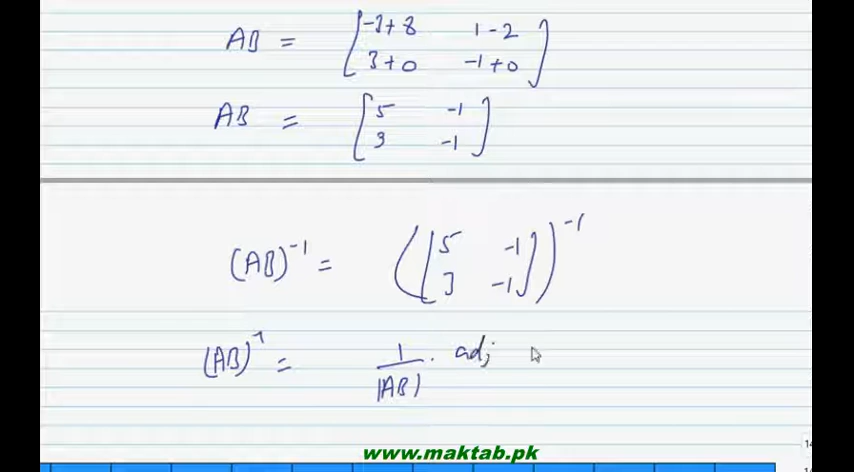 AB = [ -3+8 1-2
3+0 -1+0 ]
AB = [ 5 -1
3 -1 ]
(AB)⁻¹ = ([ 5 -1
3 -1 ])⁻¹
(AB)⁻¹ = 1/|AB| . adj
www.maktab.pk
14